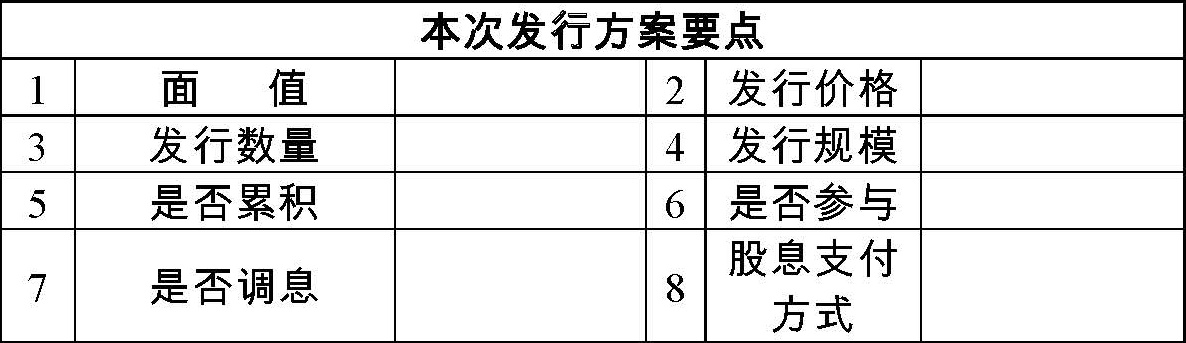 本次发行方案要点
1 面 值 2 发行价格
3 发行数量 4 发行规模
5 是否累积 6 是否参与
7 是否调息 8 股息支付
方式